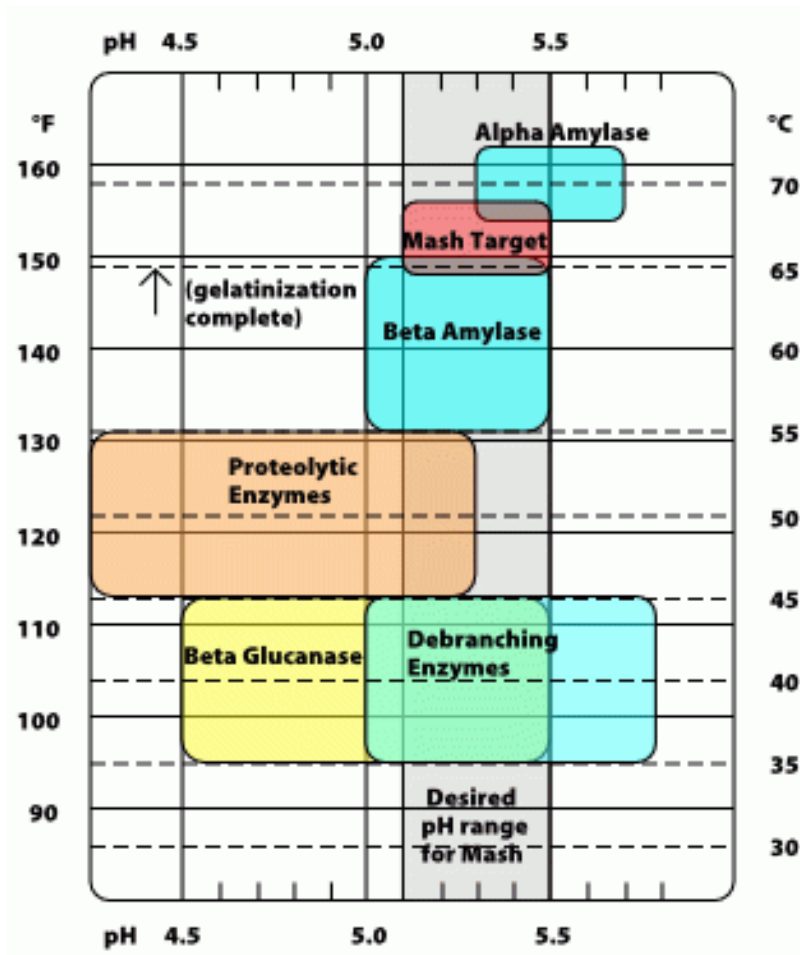 pH 4.5 5.0 5.5
°F °C
Alpha Amylase
160
70
Mash Target
150
65
(gelatinization
complete)
Beta Amylase
140 60
130 55
Proteolytic
Enzymes
50
120
45
110
Debranching
Enzymes
Beta Glucanase
40
100
35
Desired
90
pH range
for Mash
30
pH 4.5 5.0 5.5